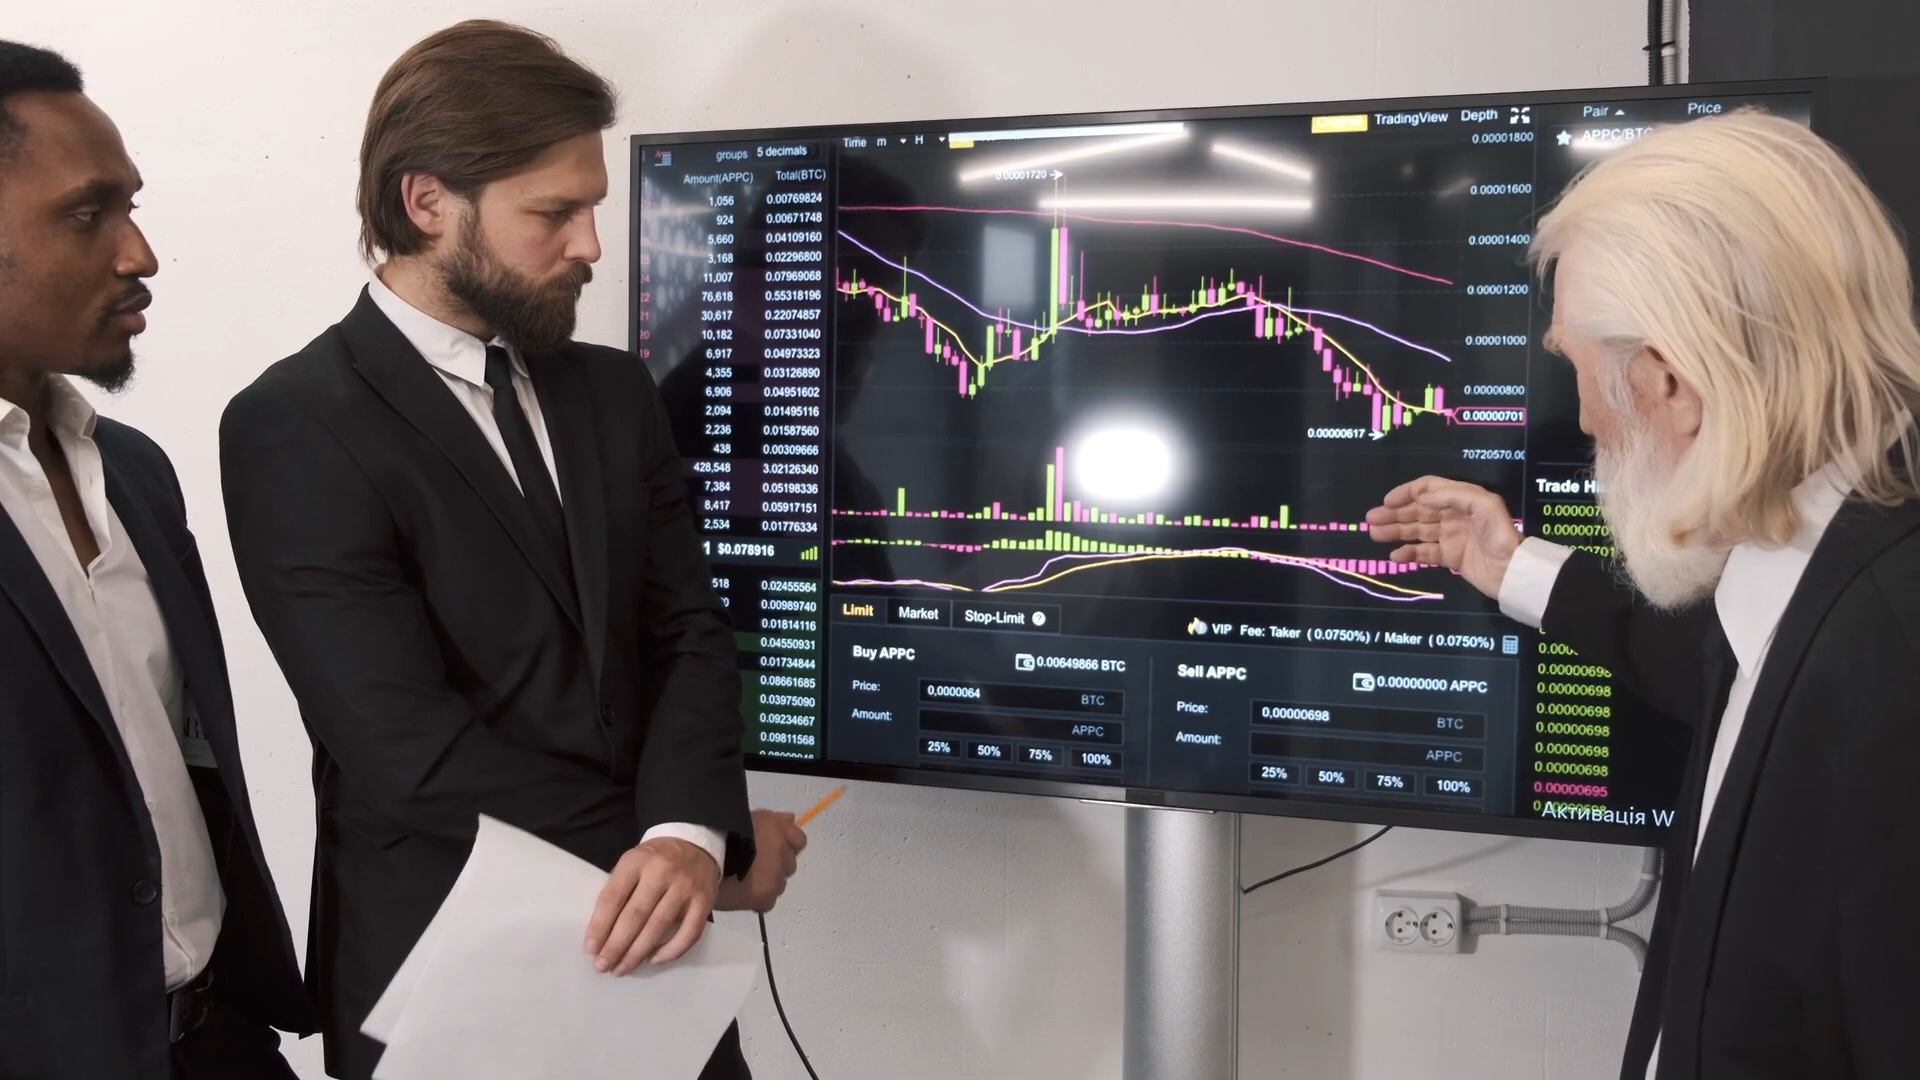 groups 5 decimals
Amount(APPC) Total(BTC)
1,056 0.00769824
924 0.00671748
5,660 0.04109160
3,168 0.02296800
11,007 0.07969068
76,618 0.55318196
30,617 0.22074857
10,182 0.07331040
6,917 0.04973323
4,355 0.03126890
6,906 0.04951602
2,094 0.01495116
2,236 0.01587560
438 0.00309666
428,548 3.02126340
7,384 0.05198336
8,417 0.05917151
2,534 0.01776334
$0.078916
518 0.02455564
0.00989740
0.01814116
0.04550931
0.01734844
0.08661685
0.03975090
0.09234667
0.09811568
Time m H
TradingView Depth
0.00001720
0.00001800
0.00001600
0.00001400
0.00001200
0.00001000
0.00000800
0.00000701
0.00000617
70720570.00
Limit Market Stop-Limit ?
VIP Fee: Taker (0.0750%) / Maker (0.0750%)
Buy APPC 0.00649866 BTC
Price: 0,0000064 BTC
Amount: APPC
25% 50% 75% 100%
Sell APPC 0.00000000 APPC
Price: 0,00000698 BTC
Amount: APPC
25% 50% 75% 100%
Pair Price
APPC/BTC
Trade
0.00000698
0.00000698
0.00000698
0.00000698
0.00000698
0.00000695
Активація W